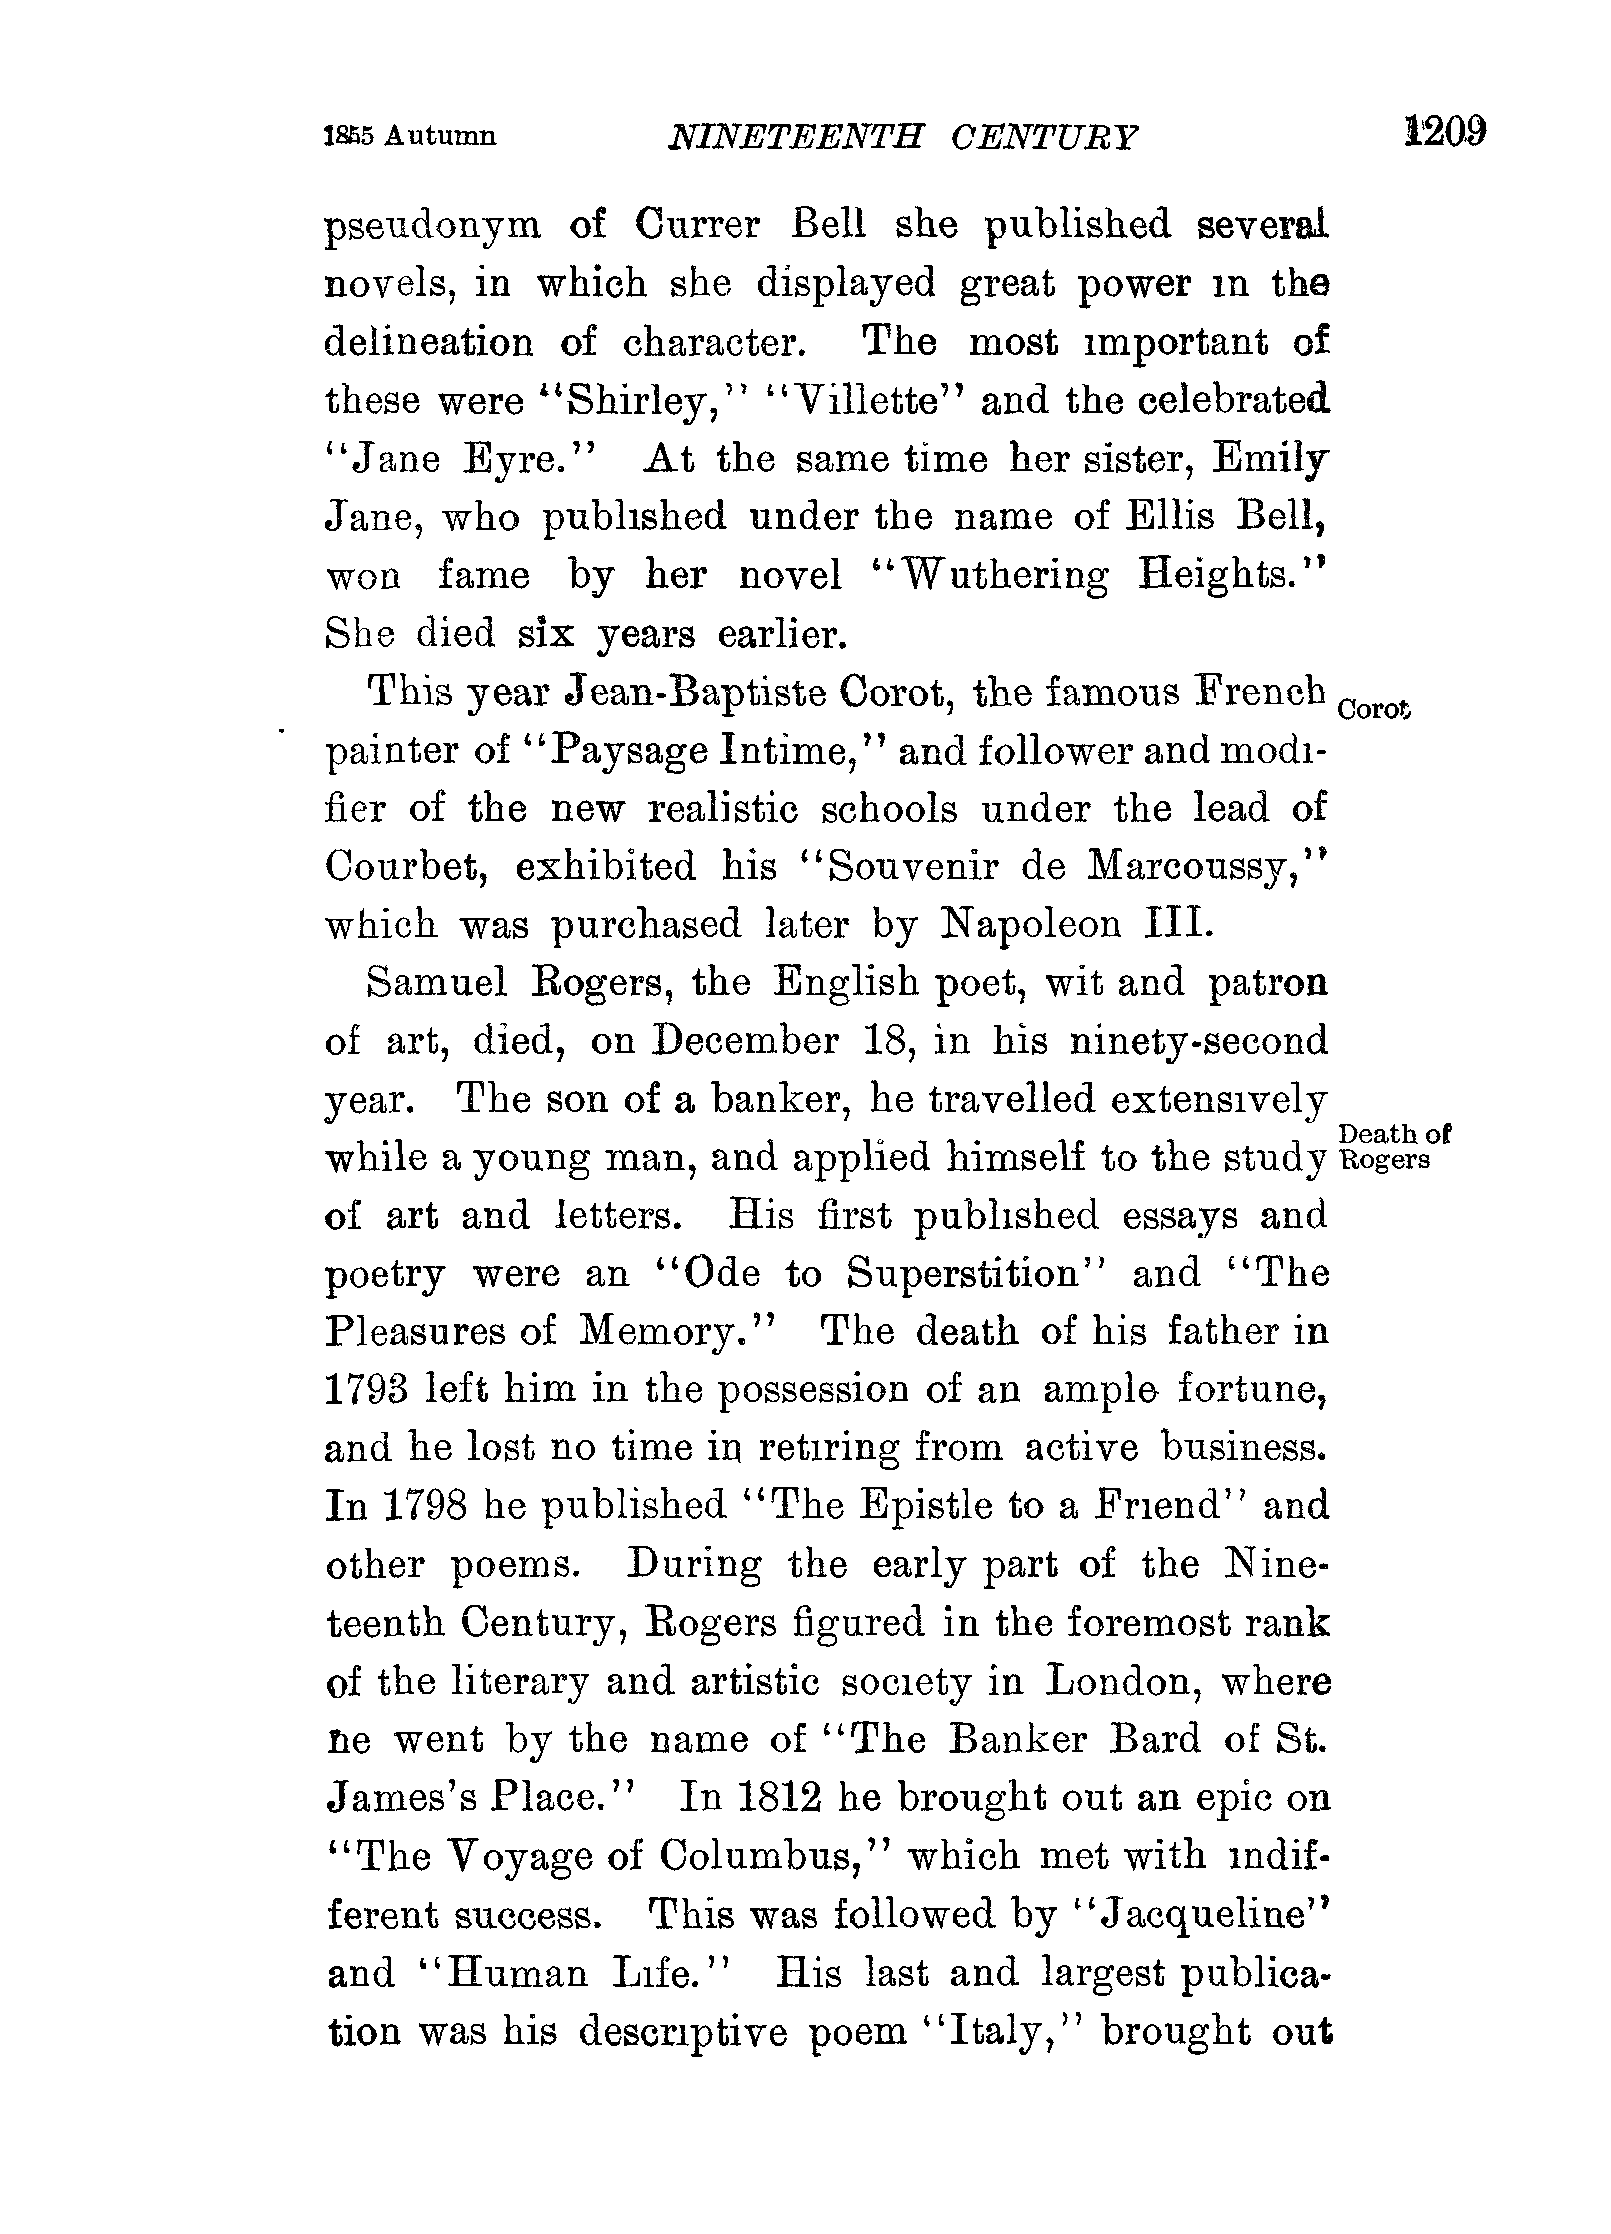 1855 Autumn NINETEENTH CENTURY 1209
pseudonym of Currer Bell she published several
novels, in which she displayed great power in the
delineation of character. The most important of
these were "Shirley," "Villette" and the celebrated
"Jane Eyre." At the same time her sister, Emily
Jane, who published under the name of Ellis Bell,
won fame by her novel "Wuthering Heights."
She died six years earlier.
This year Jean-Baptiste Corot, the famous French
Corot
painter of "Paysage Intime," and follower and modi-
fier of the new realistic schools under the lead of
Courbet, exhibited his "Souvenir de Marcoussy,"
which was purchased later by Napoleon III.
Samuel Rogers, the English poet, wit and patron
of art, died, on December 18, in his ninety-second
year. The son of a banker, he travelled extensively
while a young man, and applied himself to the study
Death of
Rogers
of art and letters. His first published essays and
poetry were an "Ode to Superstition" and "The
Pleasures of Memory." The death of his father in
1793 left him in the possession of an ample fortune,
and he lost no time in retiring from active business.
In 1798 he published "The Epistle to a Friend" and
other poems. During the early part of the Nine-
teenth Century, Rogers figured in the foremost rank
of the literary and artistic society in London, where
he went by the name of "The Banker Bard of St.
James's Place." In 1812 he brought out an epic on
"The Voyage of Columbus," which met with indif-
ferent success. This was followed by "Jacqueline"
and "Human Life." His last and largest publica-
tion was his descriptive poem "Italy," brought out